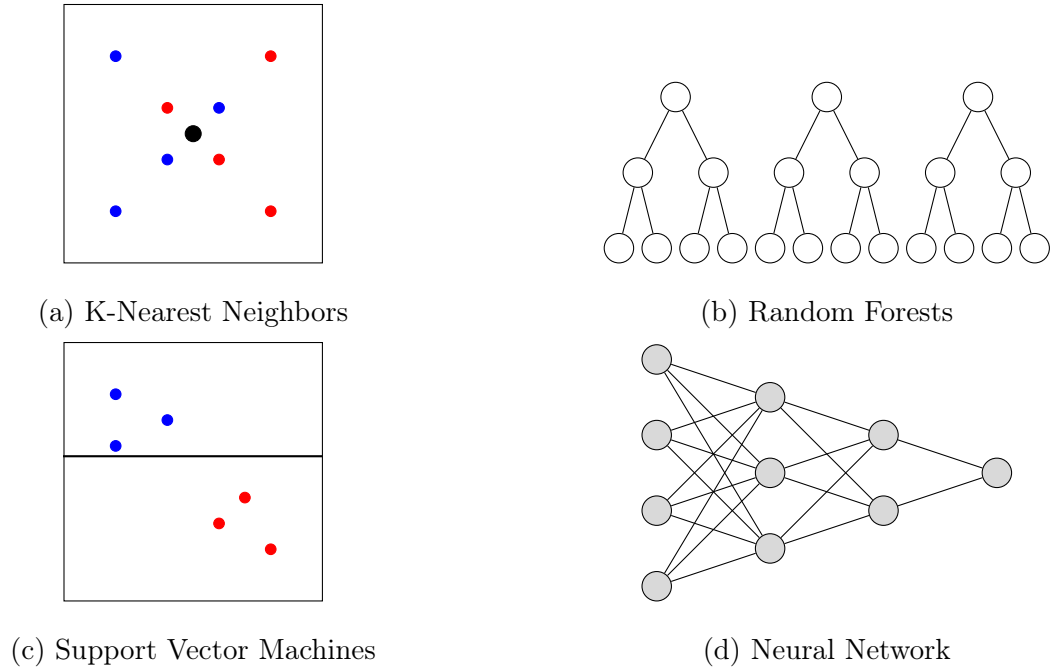 (a) K-Nearest Neighbors
(b) Random Forests
(c) Support Vector Machines
(d) Neural Network